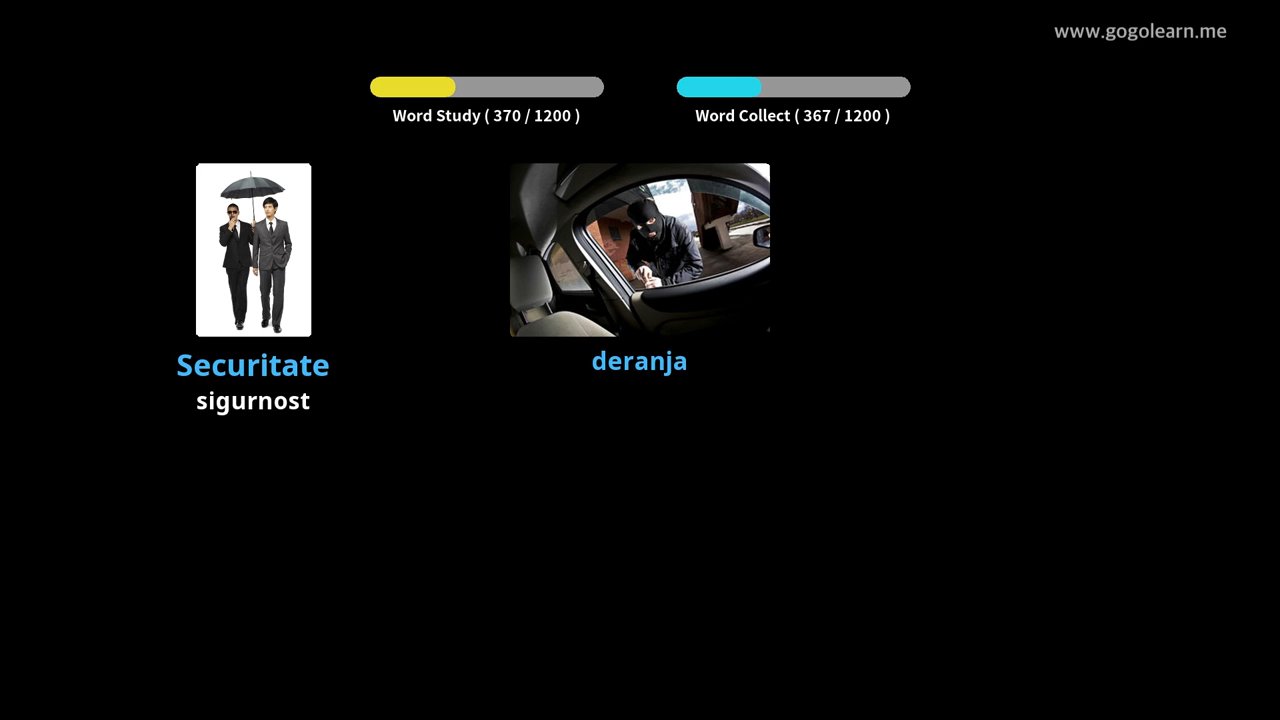 www.gogolearn.me
Word Study ( 370 / 1200 )
Word Collect ( 367 / 1200 )
Securitate
sigurnost
deranja